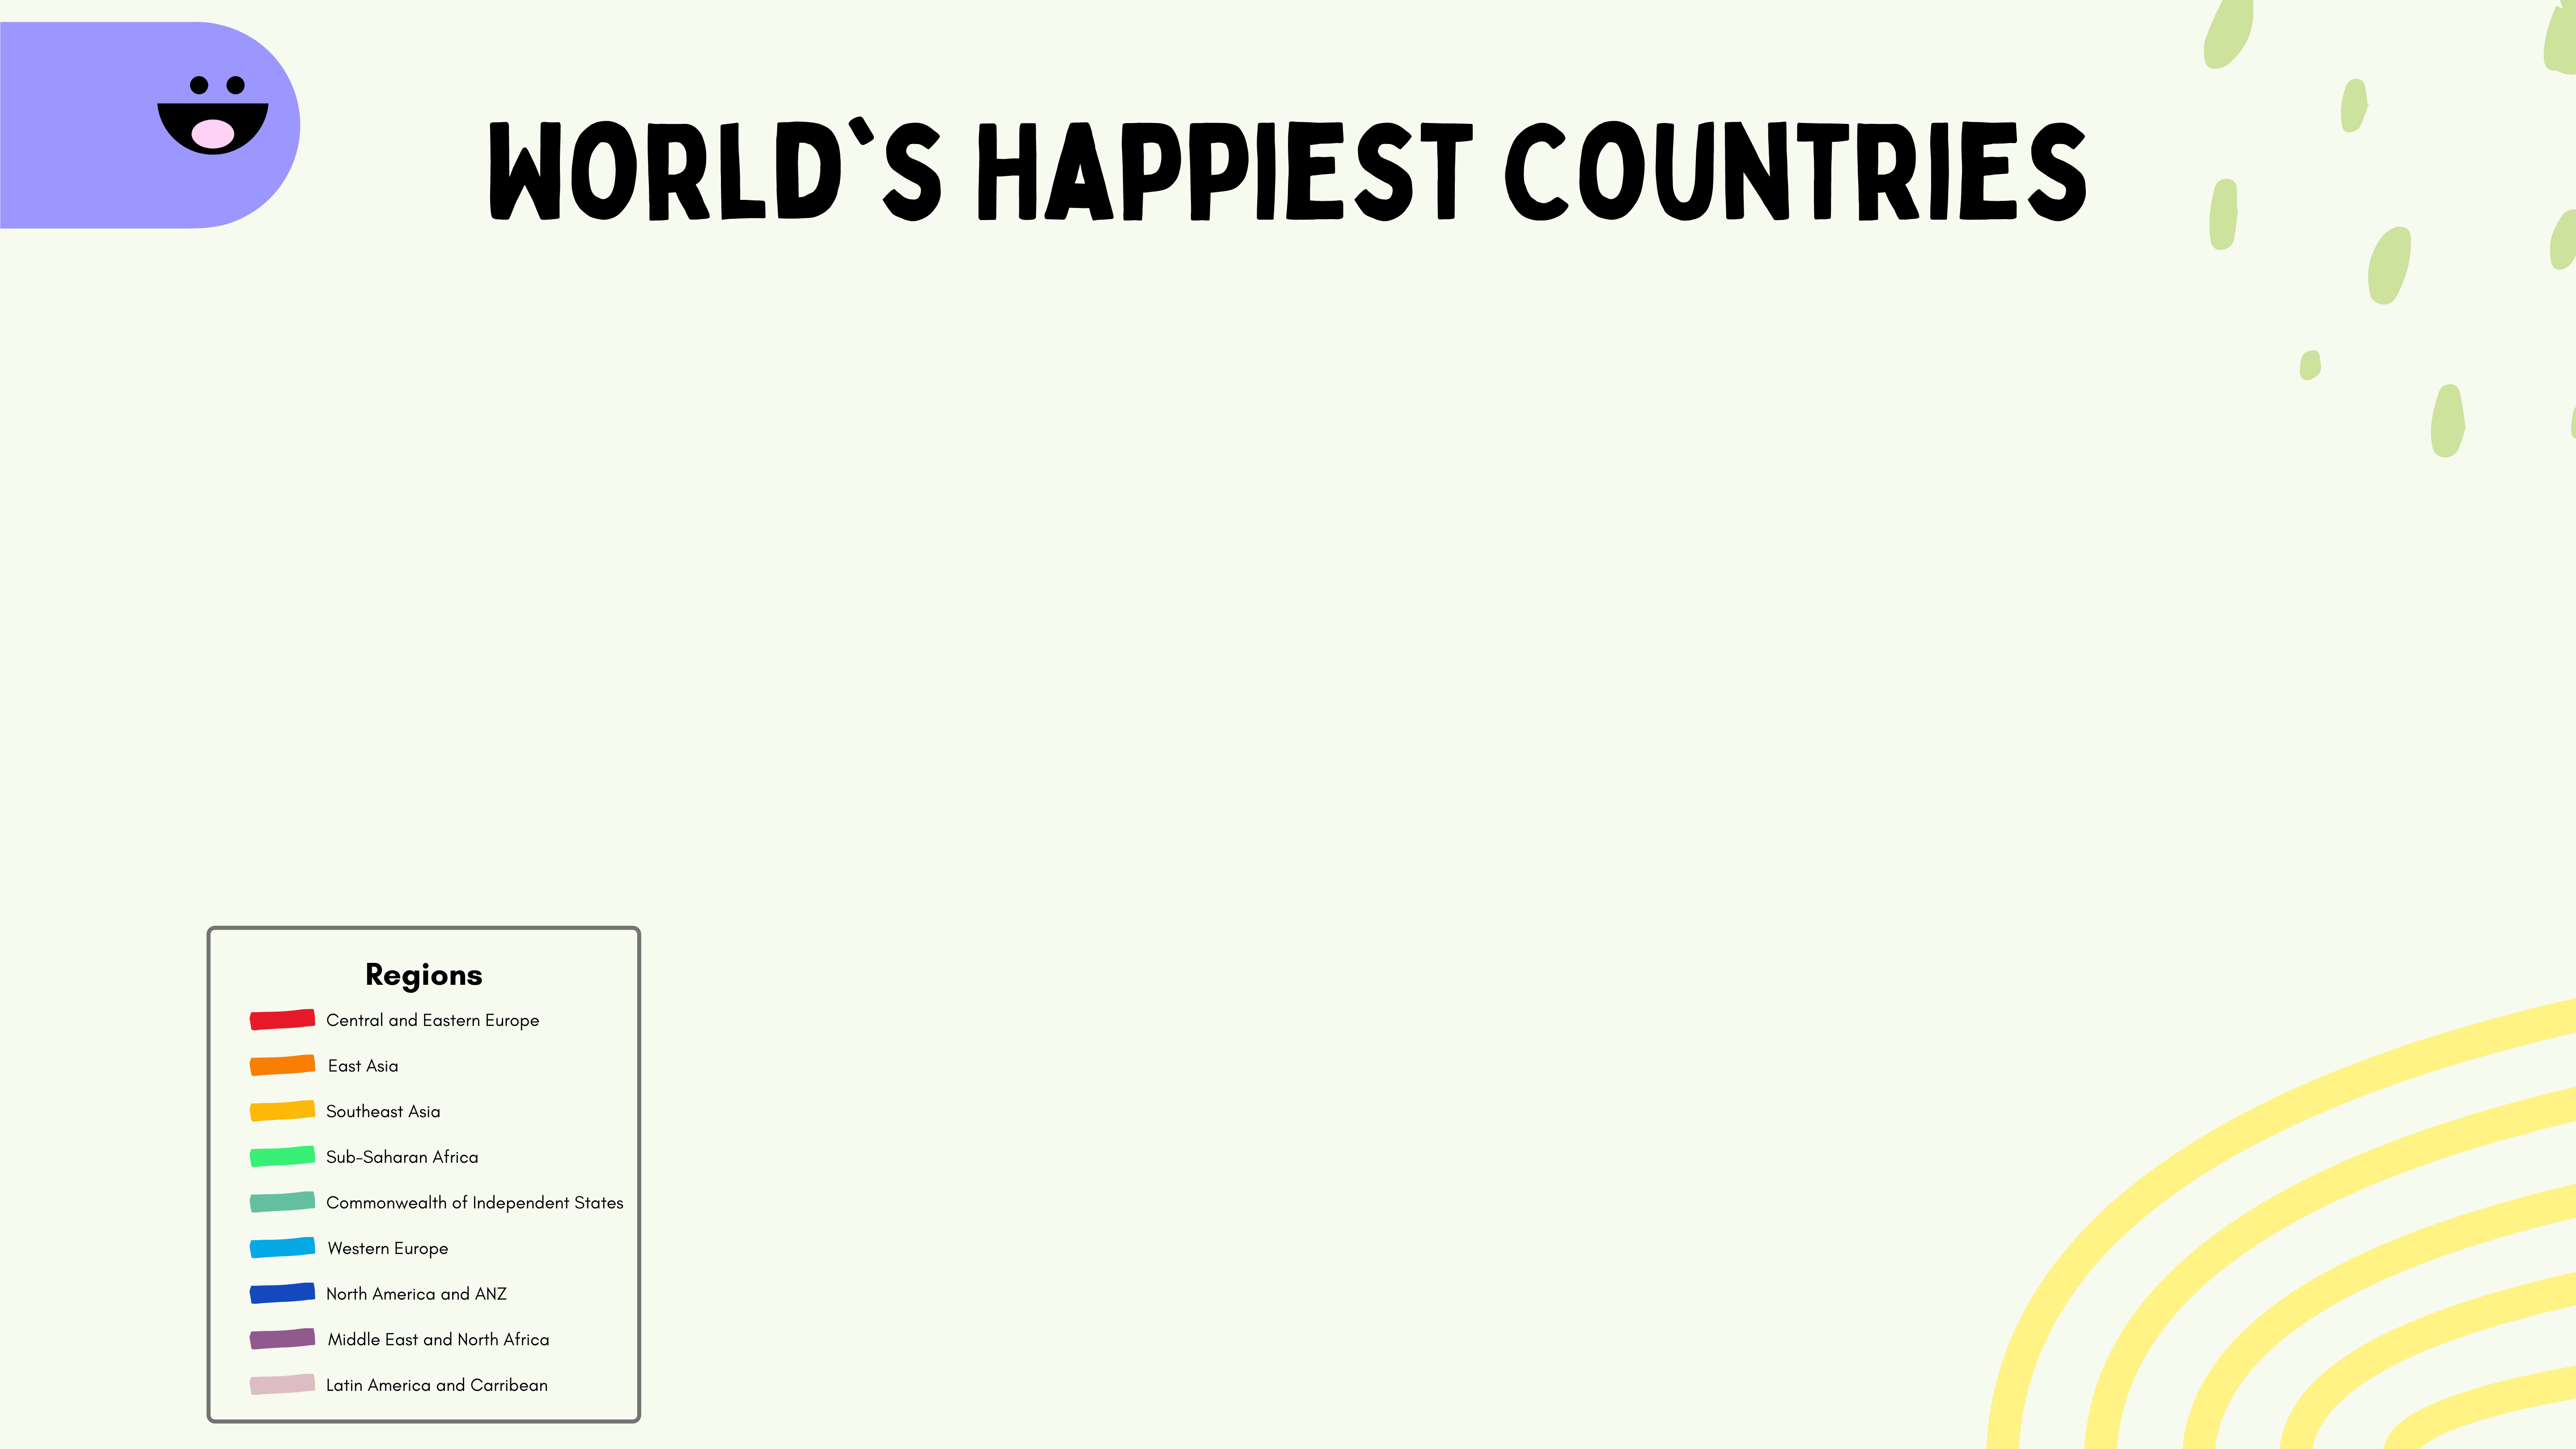 WORLD'S HAPPIEST COUNTRIES
Regions
Central and Eastern Europe
East Asia
Southeast Asia
Sub-Saharan Africa
Commonwealth of Independent States
Western Europe
North America and ANZ
Middle East and North Africa
Latin America and Carribean